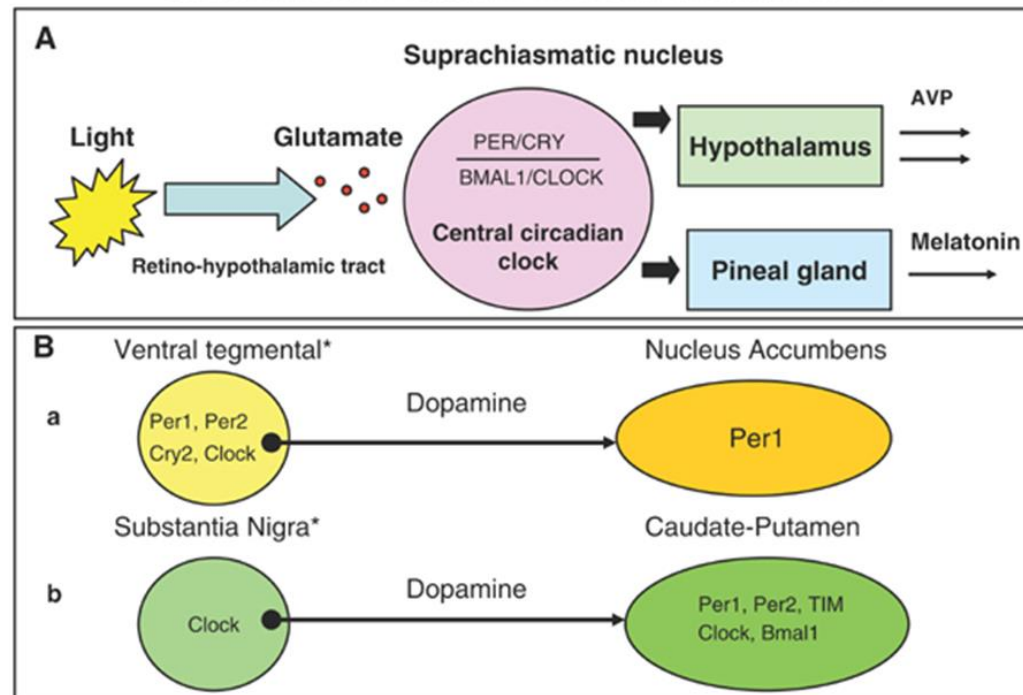 A
Suprachiasmatic nucleus
Light
Glutamate
Retino-hypothalamic tract
PER/CRY
BMAL1/CLOCK
Central circadian
clock
Hypothalamus
AVP
Pineal gland
Melatonin
B
Ventral tegmental*
Nucleus Accumbens
a
Per1, Per2
Cry2, Clock
Dopamine
Per1
Substantia Nigra*
Caudate-Putamen
b
Clock
Dopamine
Per1, Per2, TIM
Clock, Bmal1